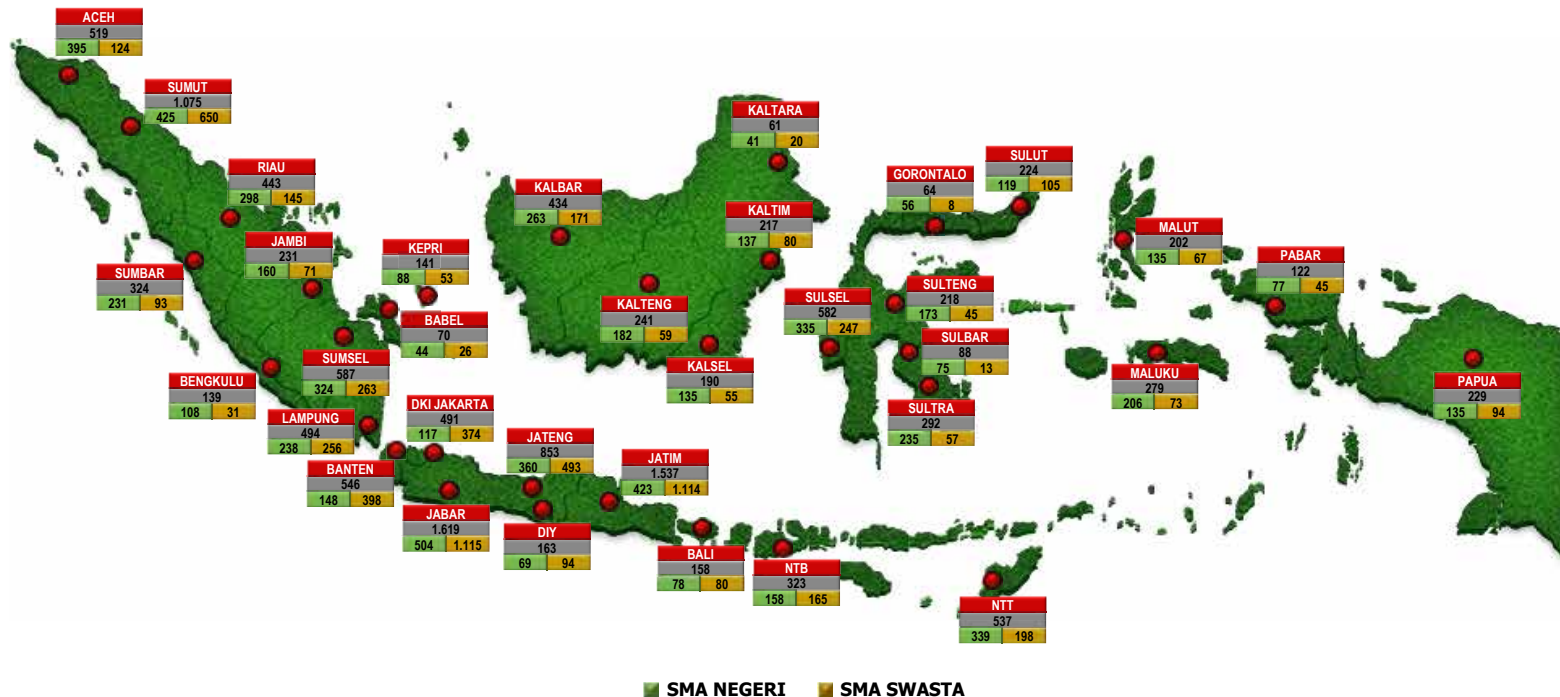 ACEH
519
395 124
SUMUT
1.075
425 650
RIAU
443
298 145
JAMBI
231
160 71
SUMBAR
324
231 93
KEPRI
141
88 53
BABEL
70
44 26
SUMSEL
587
324 263
BENGKULU
139
108 31
LAMPUNG
494
238 256
DKI JAKARTA
491
117 374
BANTEN
546
148 398
JABAR
1.619
504 1.115
JATENG
853
360 493
DIY
163
69 94
JATIM
1.537
423 1.114
BALI
158
78 80
NTB
323
158 165
NTT
537
339 198
KALBAR
434
263 171
KALTENG
241
182 59
KALSEL
190
135 55
KALTIM
217
137 80
KALTARA
61
41 20
GORONTALO
64
56 8
SULUT
224
119 105
SULTENG
218
173 45
SULSEL
582
335 247
SULBAR
88
75 13
SULTRA
292
235 57
MALUT
202
135 67
MALUKU
279
206 73
PABAR
122
77 45
PAPUA
229
135 94
SMA NEGERI SMA SWASTA